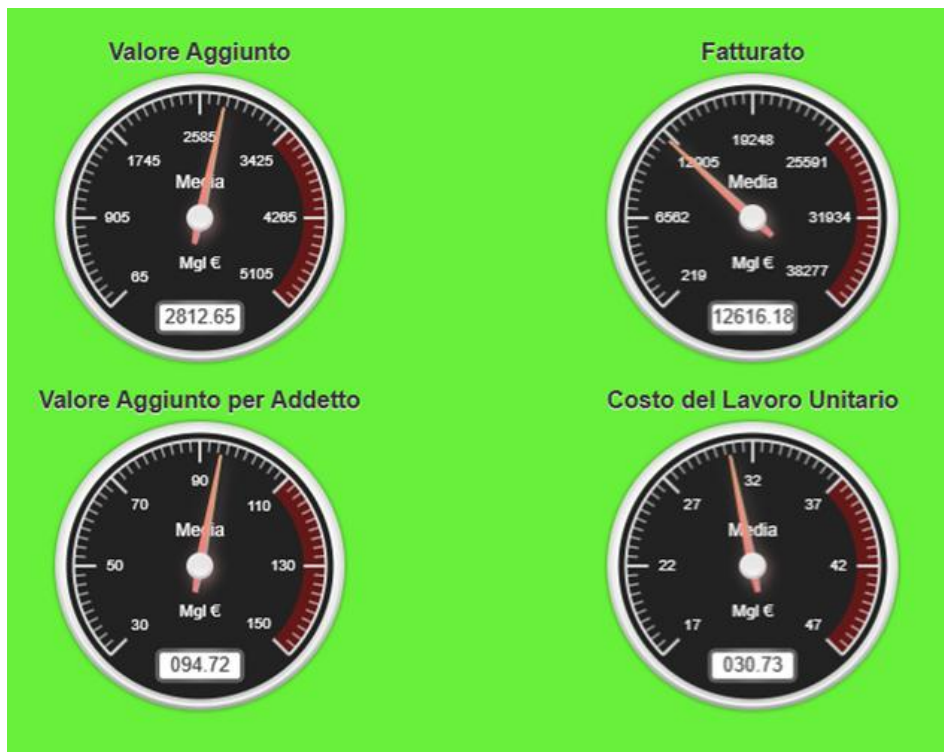 Valore Aggiunto
2585
1745
3425
Media
905
4265
Mgl €
65
5105
2812.65
Fatturato
19248
12905
25591
Media
6562
31934
Mgl €
219
38277
12616.18
Valore Aggiunto per Addetto
90
70
110
Media
50
130
Mgl €
30
150
094.72
Costo del Lavoro Unitario
32
27
37
Media
22
42
Mgl €
17
47
030.73